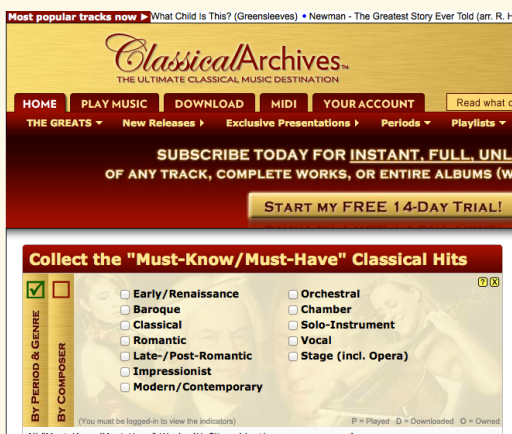 Most popular tracks now ▶ What Child Is This? (Greensleeves) • Newman - The Greatest Story Ever Told (arr. R. H
ClassicalArchives™
THE ULTIMATE CLASSICAL MUSIC DESTINATION
HOME PLAY MUSIC DOWNLOAD MIDI YOUR ACCOUNT Read what
THE GREATS ▾ New Releases ▸ Exclusive Presentations ▸ Periods ▾ Playlists ▾
SUBSCRIBE TODAY FOR INSTANT, FULL, UNL
OF ANY TRACK, COMPLETE WORKS, OR ENTIRE ALBUMS (W
START MY FREE 14-DAY TRIAL!
Collect the "Must-Know/Must-Have" Classical Hits
? X
BY PERIOD & GENRE
BY COMPOSER
Early/Renaissance
Baroque
Classical
Romantic
Late-/Post-Romantic
Impressionist
Modern/Contemporary
Orchestral
Chamber
Solo-Instrument
Vocal
Stage (incl. Opera)
(You must be logged-in to view the indicators) P = Played D = Downloaded O = Owned